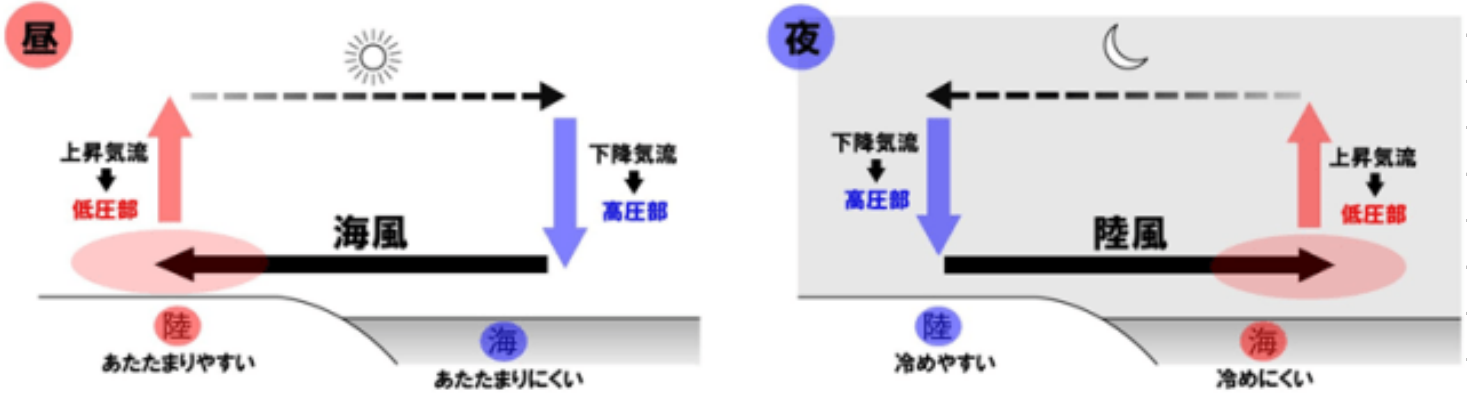 昼
上昇気流
低圧部
海風
下降気流
高圧部
陸
あたたまりやすい
海
あたたまりにくい
夜
下降気流
高圧部
陸風
上昇気流
低圧部
陸
冷めやすい
海
冷めにくい